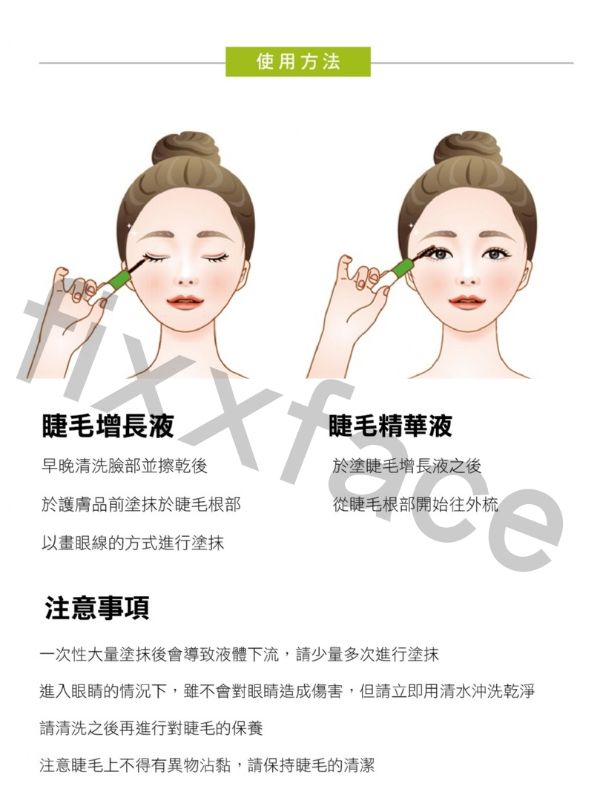 使用方法
睫毛增長液
早晚清洗臉部並擦乾後
於護膚品前塗抹於睫毛根部
以畫眼線的方式進行塗抹
睫毛精華液
於塗睫毛增長液之後
從睫毛根部開始往外梳
fixxface
注意事項
一次性大量塗抹後會導致液體下流，請少量多次進行塗抹
進入眼睛的情況下，雖不會對眼睛造成傷害，但請立即用清水沖洗乾淨
請清洗之後再進行對睫毛的保養
注意睫毛上不得有異物沾黏，請保持睫毛的清潔